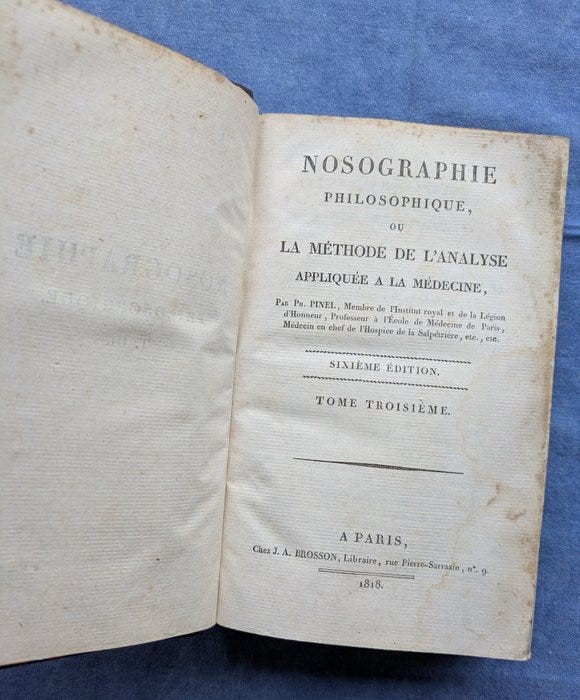 NOSOGRAPHIE
PHILOSOPHIQUE,
OU
LA MÉTHODE DE L'ANALYSE
APPLIQUÉE A LA MÉDECINE,
PAR PH. PINEL, Membre de l'Institut royal et de la Légion
d'Honneur, Professeur à l'École de Médecine de Paris,
Médecin en chef de l'Hospice de la Salpétrière, etc., etc.
SIXIÈME ÉDITION.
TOME TROISIÈME.
A PARIS,
Chez J. A. BROSSON, Libraire, rue Pierre-Sarrazin, n°. 9.
1818.